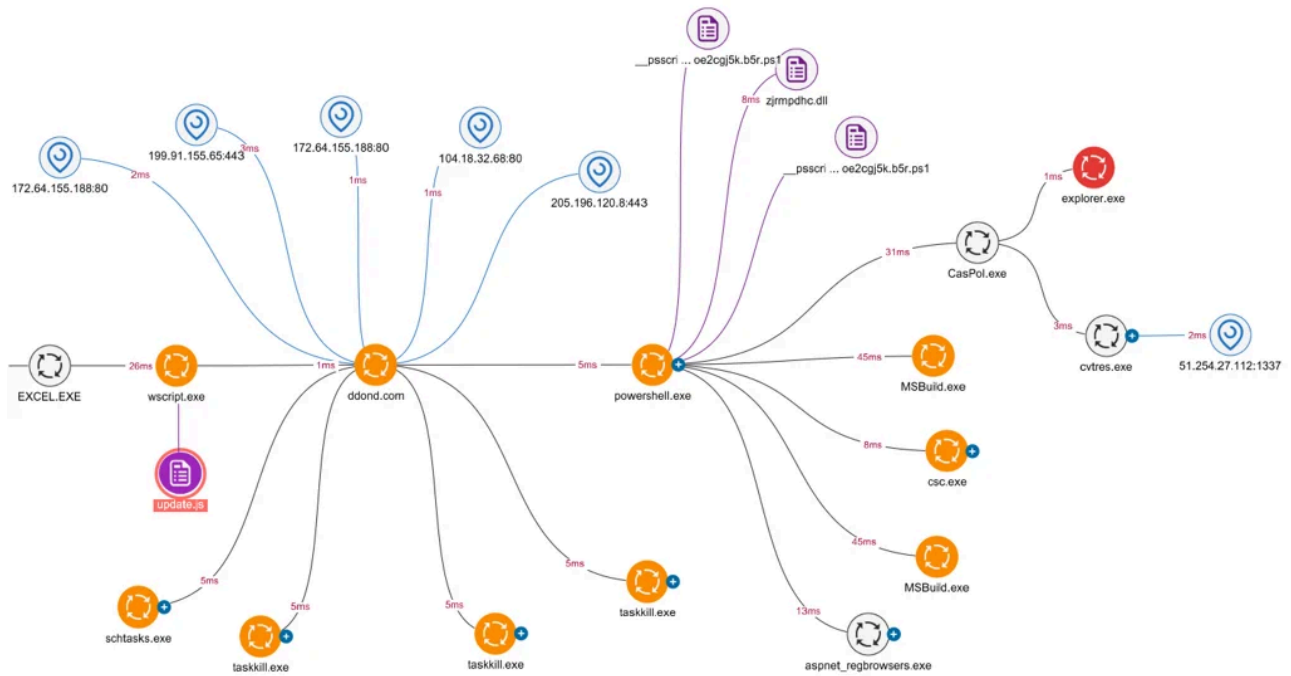 __psscri ... oe2cgj5k.b5r.ps1
8ms
zjrmpdhc.dll
199.91.155.65:443
3ms
172.64.155.188:80
104.18.32.68:80
__psscri ... oe2cgj5k.b5r.ps1
172.64.155.188:80
2ms
1ms
1ms
205.196.120.8:443
1ms
explorer.exe
31ms
CasPol.exe
3ms
cvtres.exe
2ms
51.254.27.112:1337
EXCEL.EXE
26ms
wscript.exe
1ms
ddond.com
5ms
powershell.exe
45ms
MSBuild.exe
8ms
csc.exe
update.js
45ms
MSBuild.exe
5ms
schtasks.exe
5ms
taskkill.exe
5ms
taskkill.exe
5ms
taskkill.exe
13ms
aspnet_regbrowsers.exe